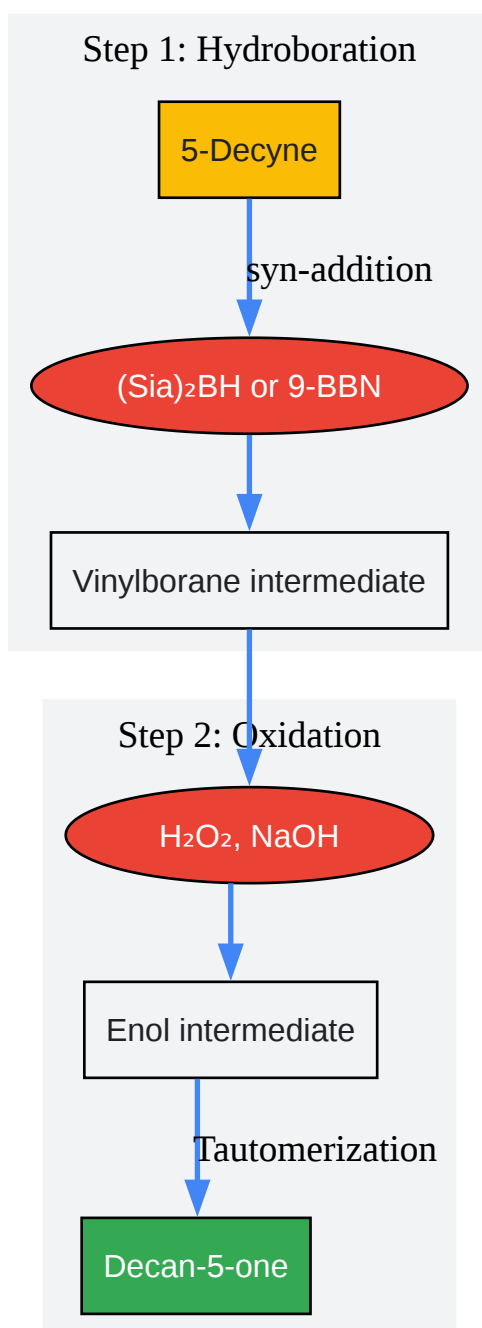 Step 1: Hydroboration
5-Decyne
syn-addition
(Sia)₂BH or 9-BBN
Vinylborane intermediate
Step 2: Oxidation
H₂O₂, NaOH
Enol intermediate
Tautomerization
Decan-5-one